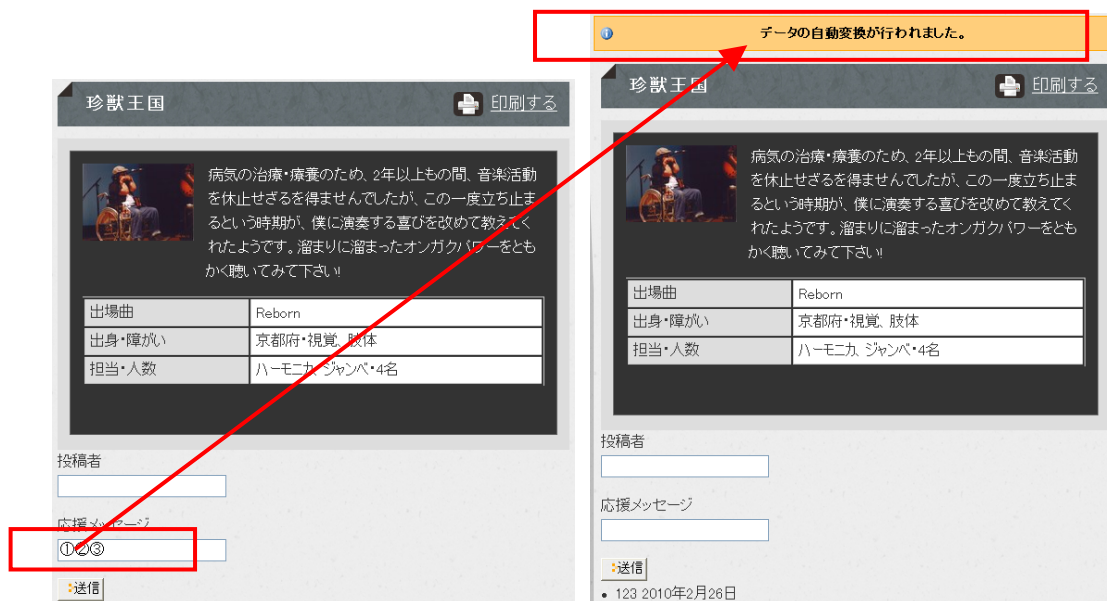 データの自動変換が行われました。
珍獣王国
印刷する
病気の治療・療養のため、2年以上もの間、音楽活動
を休止せざるを得ませんでしたが、この一度立ち止ま
るという時期が、僕に演奏する喜びを改めて教えてく
れたようです。溜まりに溜まったオンガクパワーをとも
かく聴いてみて下さい!
出場曲 Reborn
出身・障がい 京都府・視覚、肢体
担当・人数 ハーモニカ、ジャンベ・4名
投稿者
応援メッセージ
①②③
送信
珍獣王国
印刷する
病気の治療・療養のため、2年以上もの間、音楽活動
を休止せざるを得ませんでしたが、この一度立ち止ま
るという時期が、僕に演奏する喜びを改めて教えてく
れたようです。溜まりに溜まったオンガクパワーをとも
かく聴いてみて下さい!
出場曲 Reborn
出身・障がい 京都府・視覚、肢体
担当・人数 ハーモニカ、ジャンベ・4名
投稿者
応援メッセージ
送信
• 123 2010年2月26日